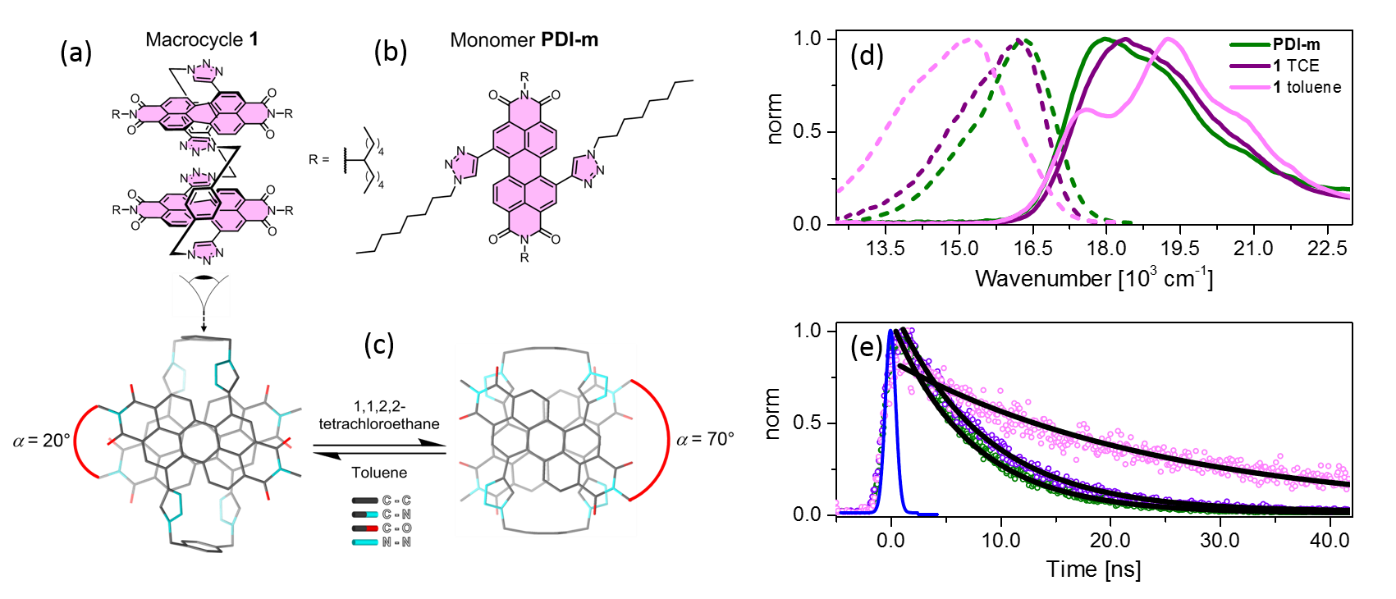 (a)
Macrocycle 1
N
N
N
O
O
R
N
N
R
O
O
N
N
N
N
N
N
O
O
R
N
N
R
O
O
N
N
N
R =
( )4
( )4
(b)
Monomer PDI-m
R
O
N
O
N
N
N
N
N
N
O
N
O
R
(c)
α = 20°
1,1,2,2-
tetrachloroethane
Toluene
C - C
C - N
C - O
N - N
α = 70°
(d)
norm
1.0
0.5
0.0
PDI-m
1 TCE
1 toluene
13.5
15.0
16.5
18.0
19.5
21.0
22.5
Wavenumber [10³ cm⁻¹]
(e)
norm
1.0
0.5
0.0
0.0
10.0
20.0
30.0
40.0
Time [ns]